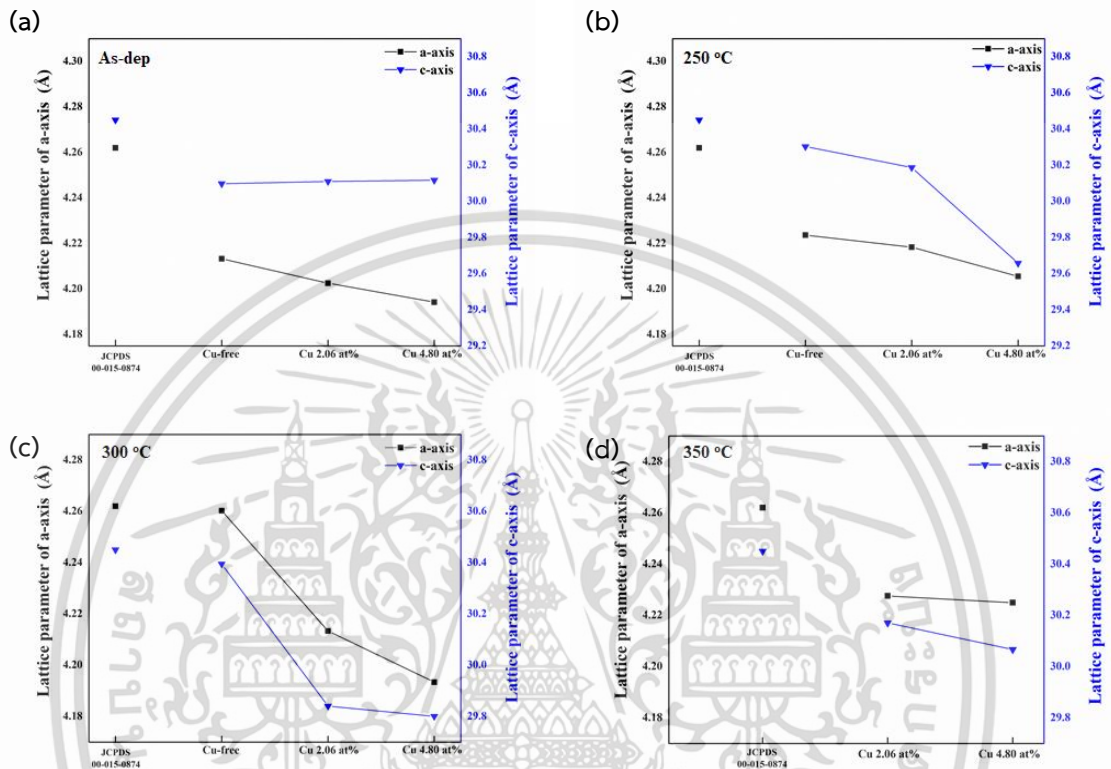 (a)
As-dep
a-axis
c-axis
Lattice parameter of a-axis (Å)
4.30
4.28
4.26
4.24
4.22
4.20
4.18
30.8
30.6
30.4
30.2
30.0
29.8
29.6
29.4
29.2
Lattice parameter of c-axis (Å)
JCPDS
00-015-0874
Cu-free
Cu 2.06 at%
Cu 4.80 at%
(b)
250 °C
a-axis
c-axis
Lattice parameter of a-axis (Å)
4.30
4.28
4.26
4.24
4.22
4.20
4.18
30.8
30.6
30.4
30.2
30.0
29.8
29.6
29.4
29.2
Lattice parameter of c-axis (Å)
JCPDS
00-015-0874
Cu-free
Cu 2.06 at%
Cu 4.80 at%
(c)
300 °C
a-axis
c-axis
Lattice parameter of a-axis (Å)
4.28
4.26
4.24
4.22
4.20
4.18
30.8
30.6
30.4
30.2
30.0
29.8
Lattice parameter of c-axis (Å)
JCPDS
00-015-0874
Cu-free
Cu 2.06 at%
Cu 4.80 at%
(d)
350 °C
a-axis
c-axis
Lattice parameter of a-axis (Å)
4.28
4.26
4.24
4.22
4.20
4.18
30.8
30.6
30.4
30.2
30.0
29.8
Lattice parameter of c-axis (Å)
JCPDS
00-015-0874
Cu 2.06 at%
Cu 4.80 at%